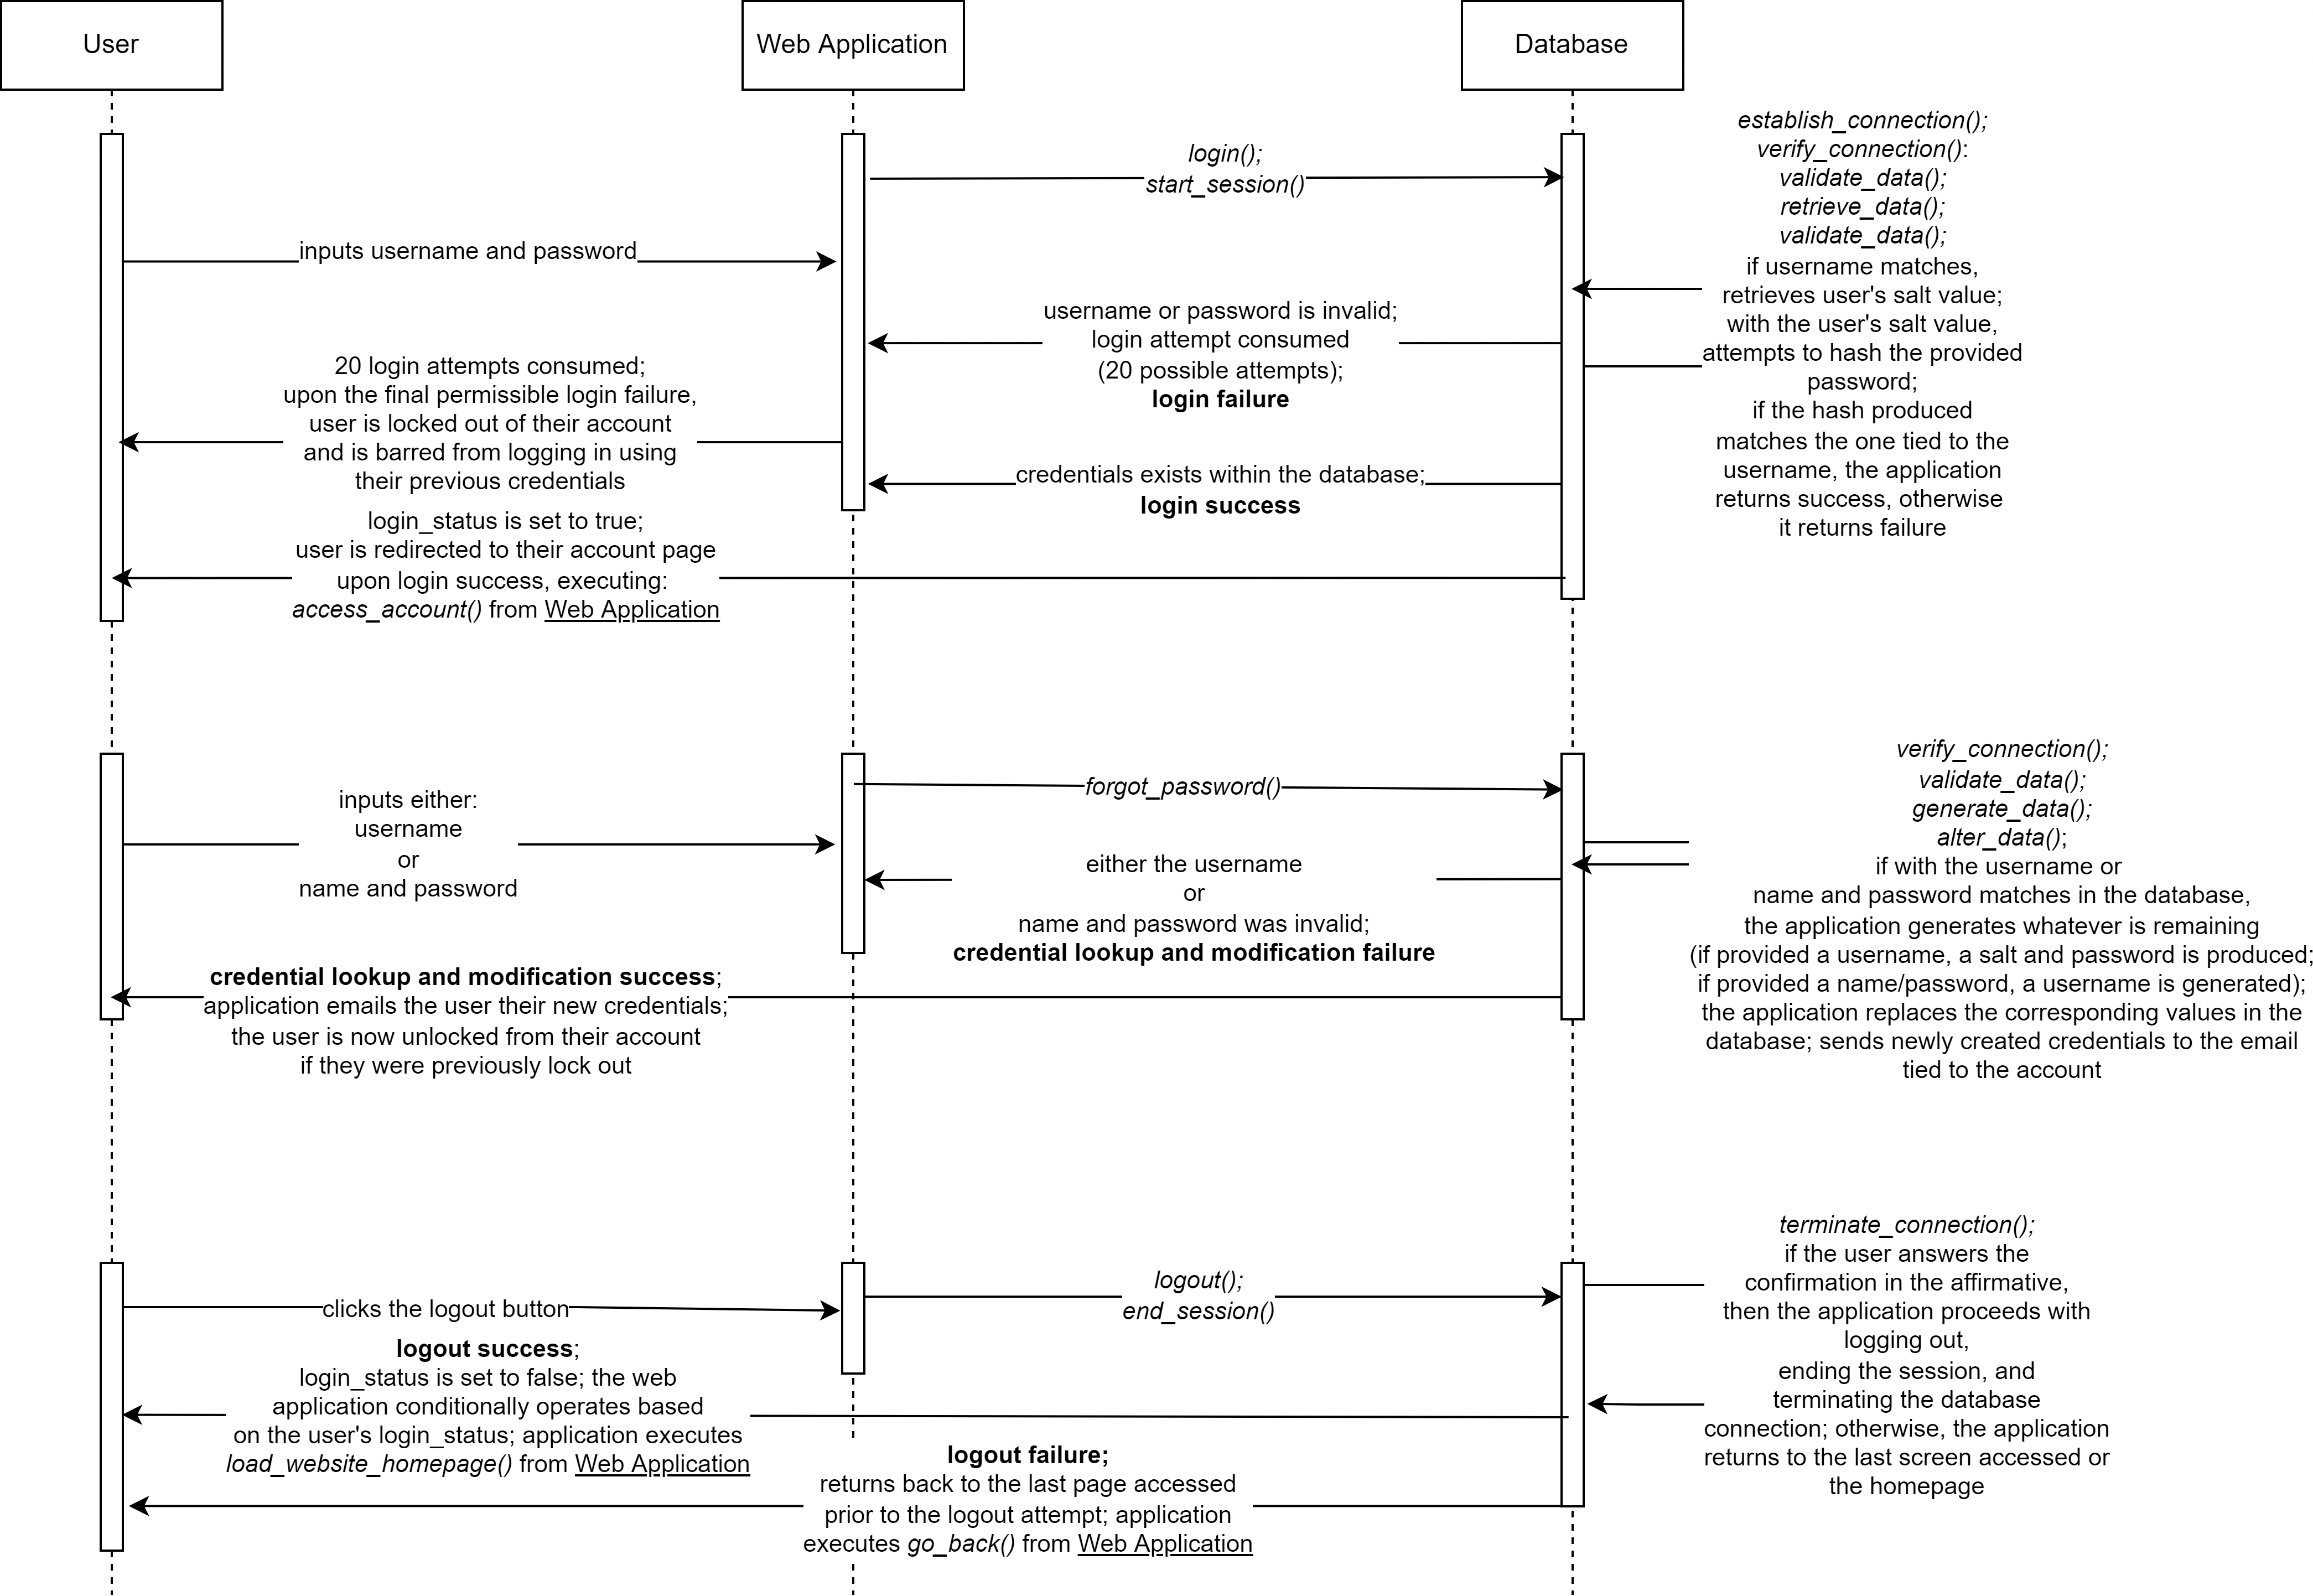 User
Web Application
Database
login();
start_session()
establish_connection();
verify_connection():
validate_data();
retrieve_data();
validate_data();
if username matches,
retrieves user's salt value;
with the user's salt value,
attempts to hash the provided
password;
if the hash produced
matches the one tied to the
username, the application
returns success, otherwise
it returns failure
inputs username and password
username or password is invalid;
login attempt consumed
(20 possible attempts);
login failure
20 login attempts consumed;
upon the final permissible login failure,
user is locked out of their account
and is barred from logging in using
their previous credentials
credentials exists within the database;
login success
login_status is set to true;
user is redirected to their account page
upon login success, executing:
access_account() from Web Application
forgot_password()
verify_connection();
validate_data();
generate_data();
alter_data();
if with the username or
name and password matches in the database,
the application generates whatever is remaining
(if provided a username, a salt and password is produced;
if provided a name/password, a username is generated);
the application replaces the corresponding values in the
database; sends newly created credentials to the email
tied to the account
inputs either:
username
or
name and password
either the username
or
name and password was invalid;
credential lookup and modification failure
credential lookup and modification success;
application emails the user their new credentials;
the user is now unlocked from their account
if they were previously lock out
clicks the logout button
logout();
end_session()
terminate_connection();
if the user answers the
confirmation in the affirmative,
then the application proceeds with
logging out,
ending the session, and
terminating the database
connection; otherwise, the application
returns to the last screen accessed or
the homepage
logout success;
login_status is set to false; the web
application conditionally operates based
on the user's login_status; application executes
load_website_homepage() from Web Application
logout failure;
returns back to the last page accessed
prior to the logout attempt; application
executes go_back() from Web Application